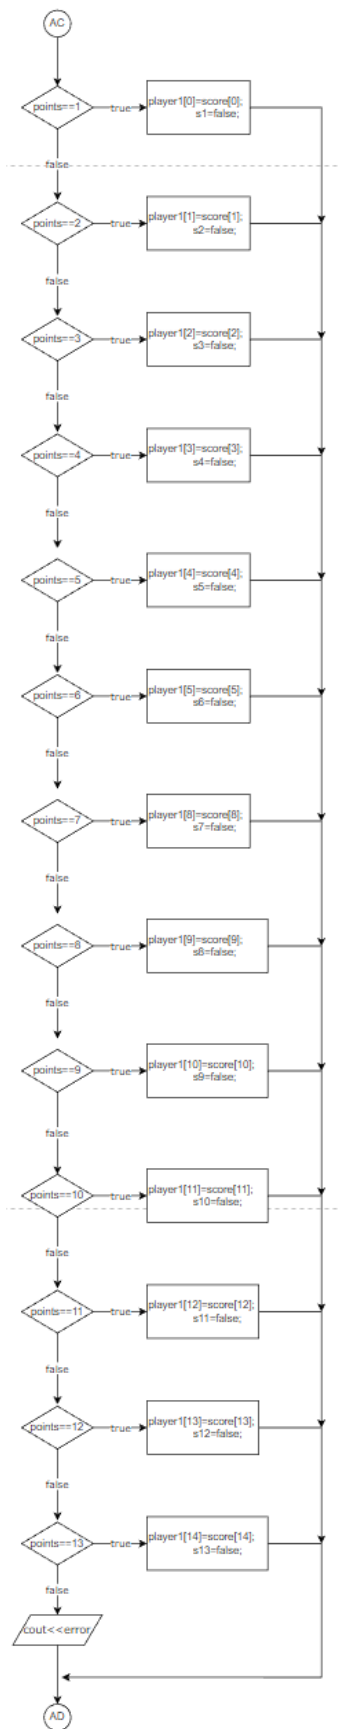 AC
points==1
true
player1[0]=score[0];
s1=false;
false
points==2
true
player1[1]=score[1];
s2=false;
false
points==3
true
player1[2]=score[2];
s3=false;
false
points==4
true
player1[3]=score[3];
s4=false;
false
points==5
true
player1[4]=score[4];
s5=false;
false
points==6
true
player1[5]=score[5];
s6=false;
false
points==7
true
player1[8]=score[8];
s7=false;
false
points==8
true
player1[9]=score[9];
s8=false;
false
points==9
true
player1[10]=score[10];
s9=false;
false
points==10
true
player1[11]=score[11];
s10=false;
false
points==11
true
player1[12]=score[12];
s11=false;
false
points==12
true
player1[13]=score[13];
s12=false;
false
points==13
true
player1[14]=score[14];
s13=false;
false
cout<<error
AD